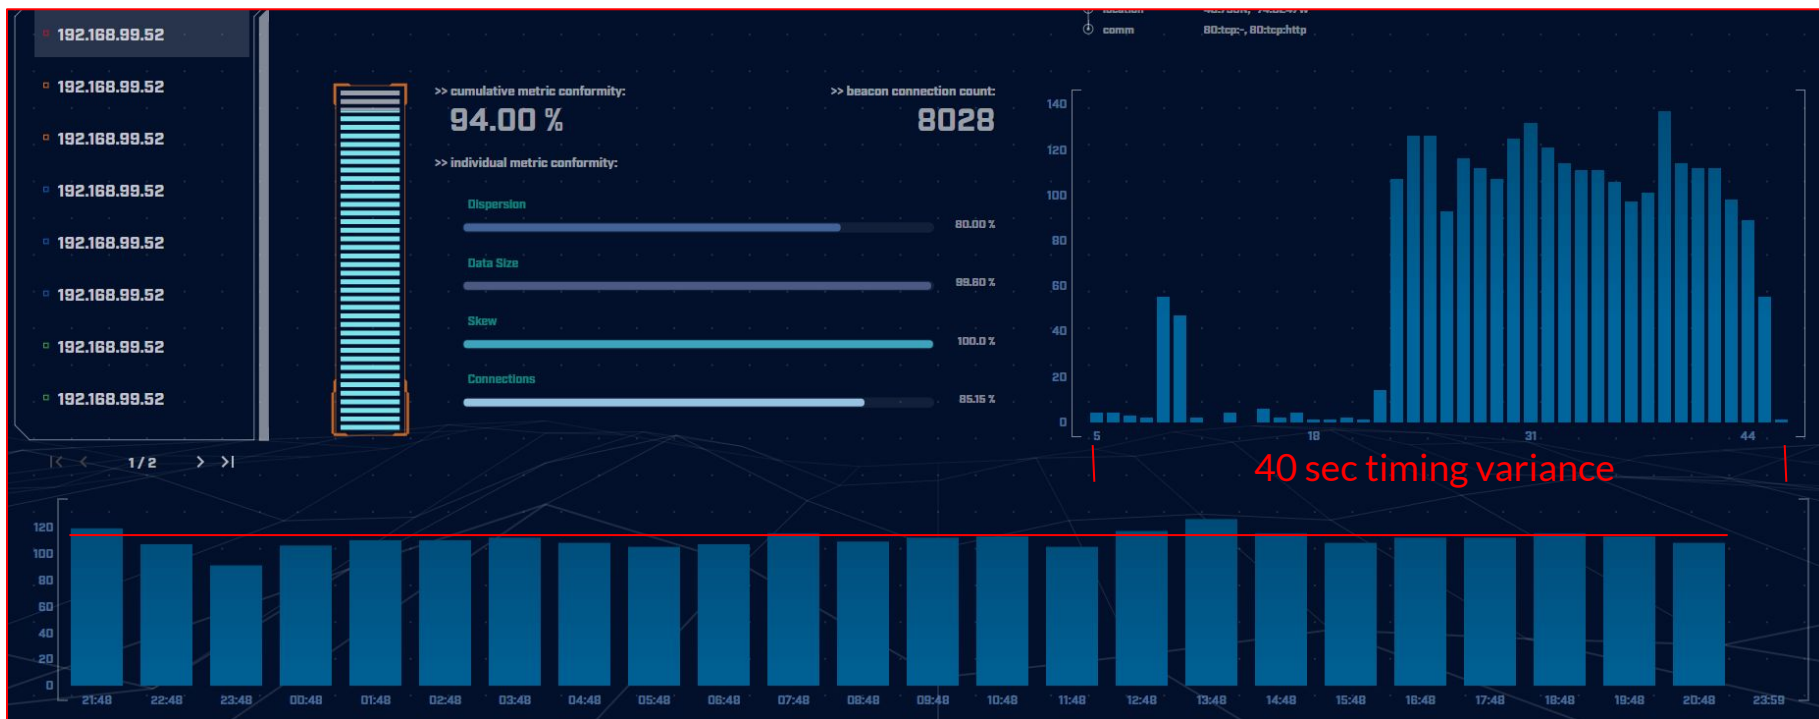 192.168.99.52
192.168.99.52
192.168.99.52
192.168.99.52
192.168.99.52
192.168.99.52
192.168.99.52
192.168.99.52
1 / 2
location
comm 80:tcp:-, 80:tcp:http
>> cumulative metric conformity:
94.00 %
>> beacon connection count:
8028
>> individual metric conformity:
Dispersion
80.00 %
Data Size
99.60 %
Skew
100.0 %
Connections
85.15 %
140
120
100
80
60
40
20
0
5 18 31 44
40 sec timing variance
120
100
80
60
40
20
0
21:48 22:48 23:48 00:48 01:48 02:48 03:48 04:48 05:48 06:48 07:48 08:48 09:48 10:48 11:48 12:48 13:48 14:48 15:48 16:48 17:48 18:48 19:48 20:48 23:59